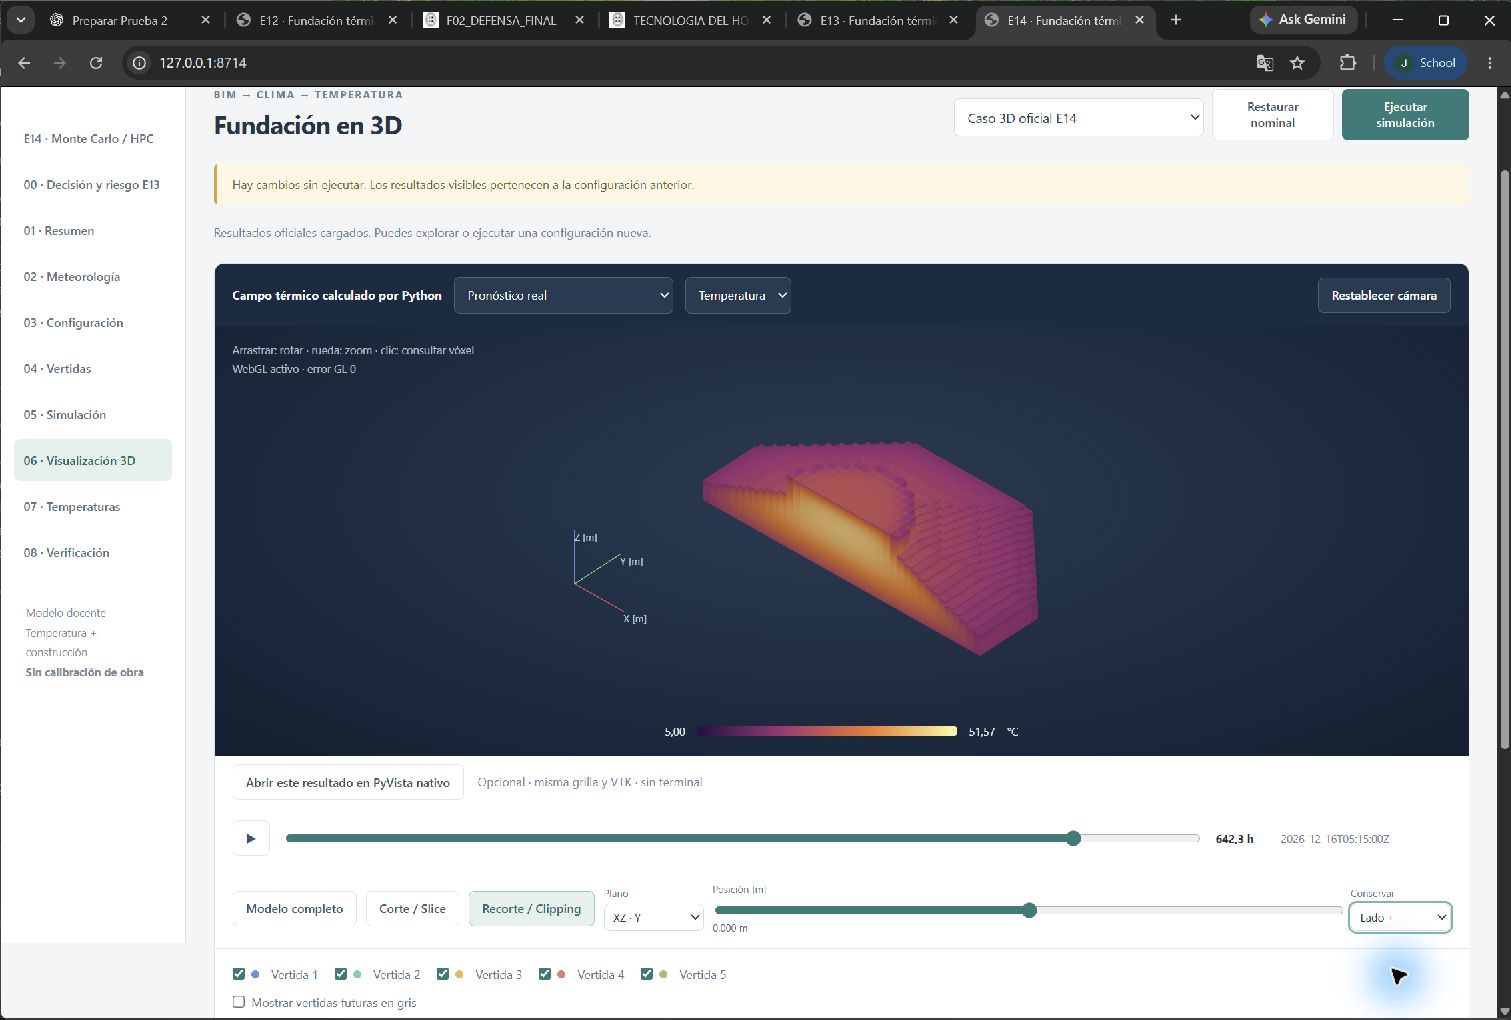 Preparar Prueba 2
E12 · Fundación térmi
F02_DEFENSA_FINAL
TECNOLOGIA DEL HO
E13 · Fundación térmi
E14 · Fundación térmi
Ask Gemini
127.0.0.1:8714
J School
E14 · Monte Carlo / HPC
00 · Decisión y riesgo E13
01 · Resumen
02 · Meteorología
03 · Configuración
04 · Vertidas
05 · Simulación
06 · Visualización 3D
07 · Temperaturas
08 · Verificación
Modelo docente
Temperatura +
construcción
Sin calibración de obra
BIM → CLIMA → TEMPERATURA
Fundación en 3D
Caso 3D oficial E14
Restaurar
nominal
Ejecutar
simulación
Hay cambios sin ejecutar. Los resultados visibles pertenecen a la configuración anterior.
Resultados oficiales cargados. Puedes explorar o ejecutar una configuración nueva.
Campo térmico calculado por Python
Pronóstico real
Temperatura
Restablecer cámara
Arrastrar: rotar · rueda: zoom · clic: consultar vóxel
WebGL activo · error GL 0
Z [m]
Y [m]
X [m]
5,00
51,57 °C
Abrir este resultado en PyVista nativo
Opcional · misma grilla y VTK · sin terminal
642,3 h
2026-12-16T05:15:00Z
Modelo completo
Corte / Slice
Recorte / Clipping
Plano
XZ · Y
Posición [m]
0.000 m
Conservar
Lado
Vertida 1
Vertida 2
Vertida 3
Vertida 4
Vertida 5
Mostrar vertidas futuras en gris